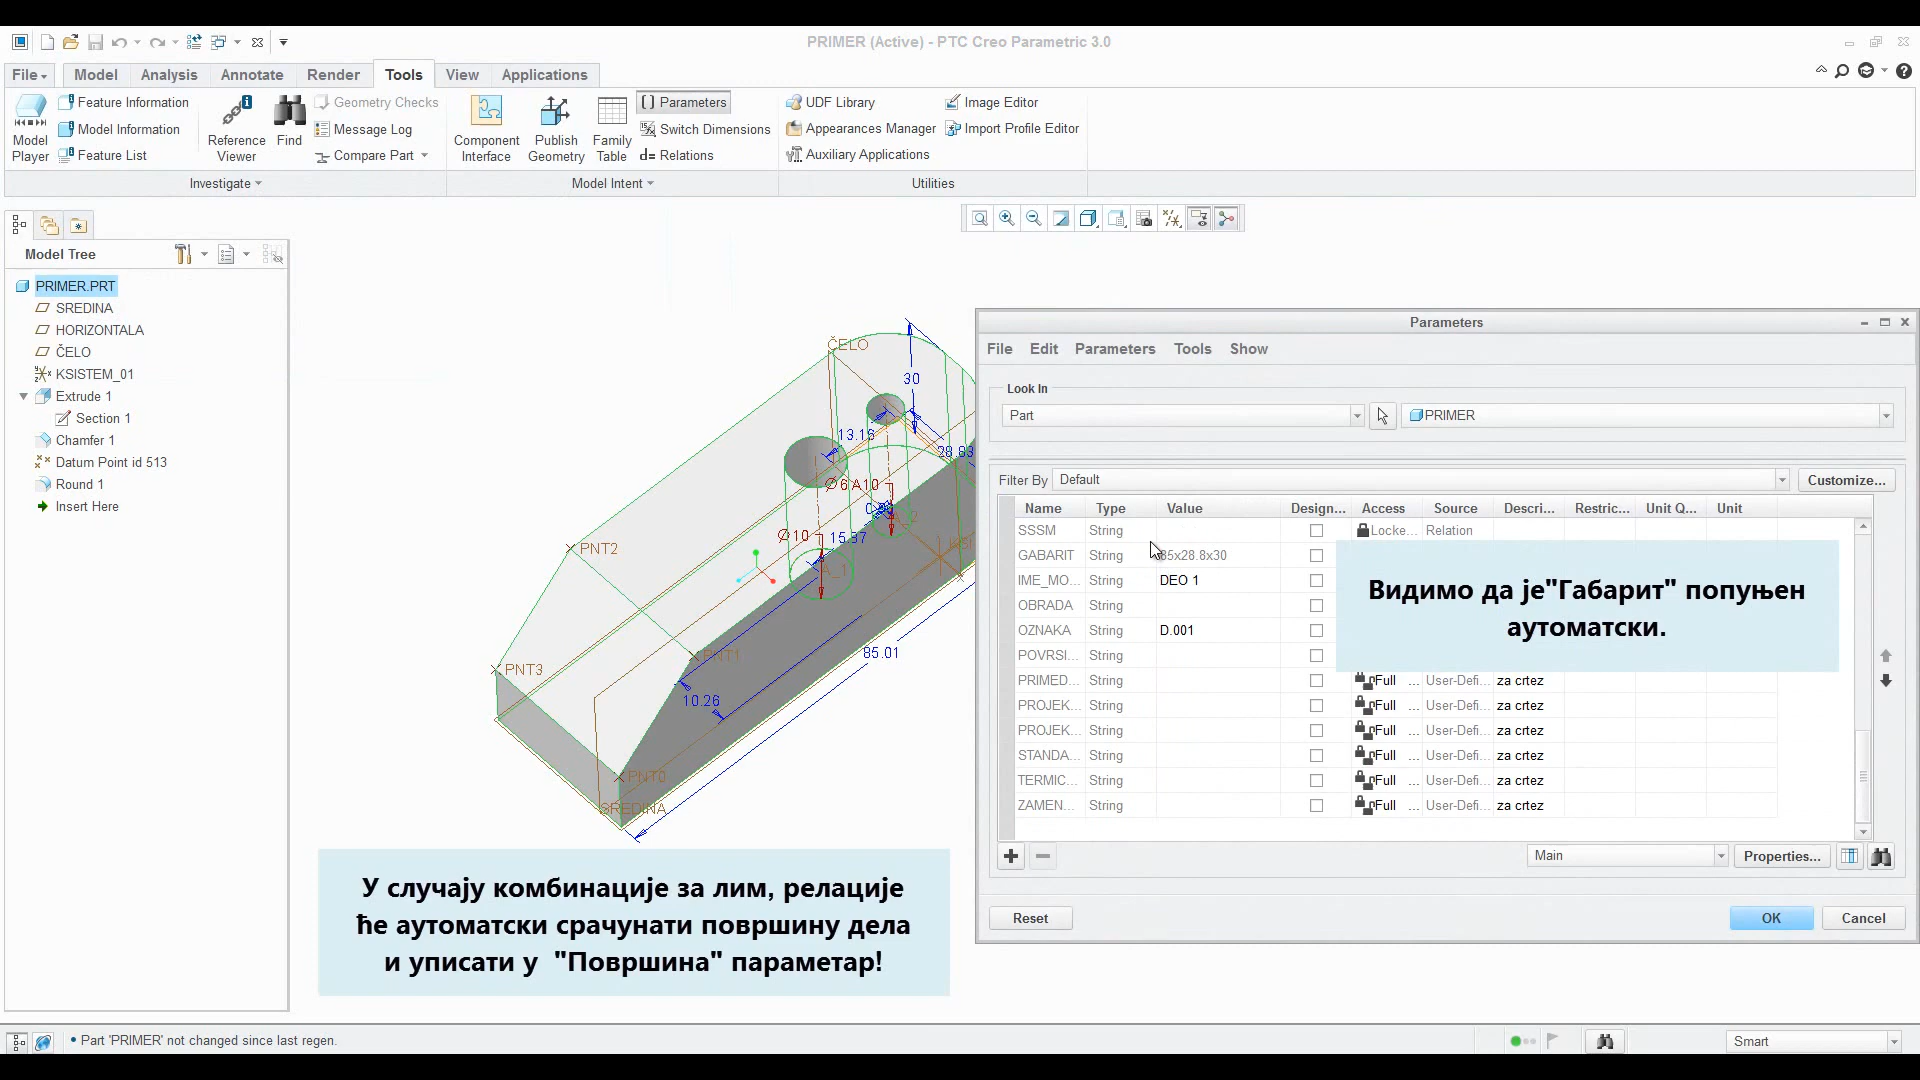 PRIMER (Active) - PTC Creo Parametric 3.0
File
Model
Analysis
Annotate
Render
Tools
View
Applications
Feature Information
Model Information
Feature List
Model Player
Reference Viewer
Find
Geometry Checks
Message Log
Compare Part
Component Interface
Publish Geometry
Family Table
Parameters
Switch Dimensions
d= Relations
UDF Library
Appearances Manager
Auxiliary Applications
Image Editor
Import Profile Editor
Investigate
Model Intent
Utilities
Model Tree
PRIMER.PRT
SREDINA
HORIZONTALA
ČELO
KSISTEM_01
Extrude 1
Section 1
Chamfer 1
Datum Point id 513
Round 1
Insert Here
ČELO
30
13.16
28.83
Ø6 A10
Ø10
15.37
A_1
PNT2
PNT1
PNT3
85.01
10.26
PNT0
SREDINA
Parameters
File Edit Parameters Tools Show
Look In
Part
PRIMER
Filter By Default
Customize...
Name Type Value Design... Access Source Descri... Restric... Unit Q... Unit
SSSM String Locke... Relation
GABARIT String 85x28.8x30
IME_MO... String DEO 1
OBRADA String
OZNAKA String D.001
POVRSI... String
PRIMED... String Full ... User-Defi... za crtez
PROJEK... String Full ... User-Defi... za crtez
PROJEK... String Full ... User-Defi... za crtez
STANDA... String Full ... User-Defi... za crtez
TERMIC... String Full ... User-Defi... za crtez
ZAMEN... String Full ... User-Defi... za crtez
Видимо да је"Габарит" попуњен
аутоматски.
Main
Properties...
Reset
OK
Cancel
У случају комбинације за лим, релације
ће аутоматски срачунати површину дела
и уписати у "Површина" параметар!
• Part 'PRIMER' not changed since last regen.
Smart